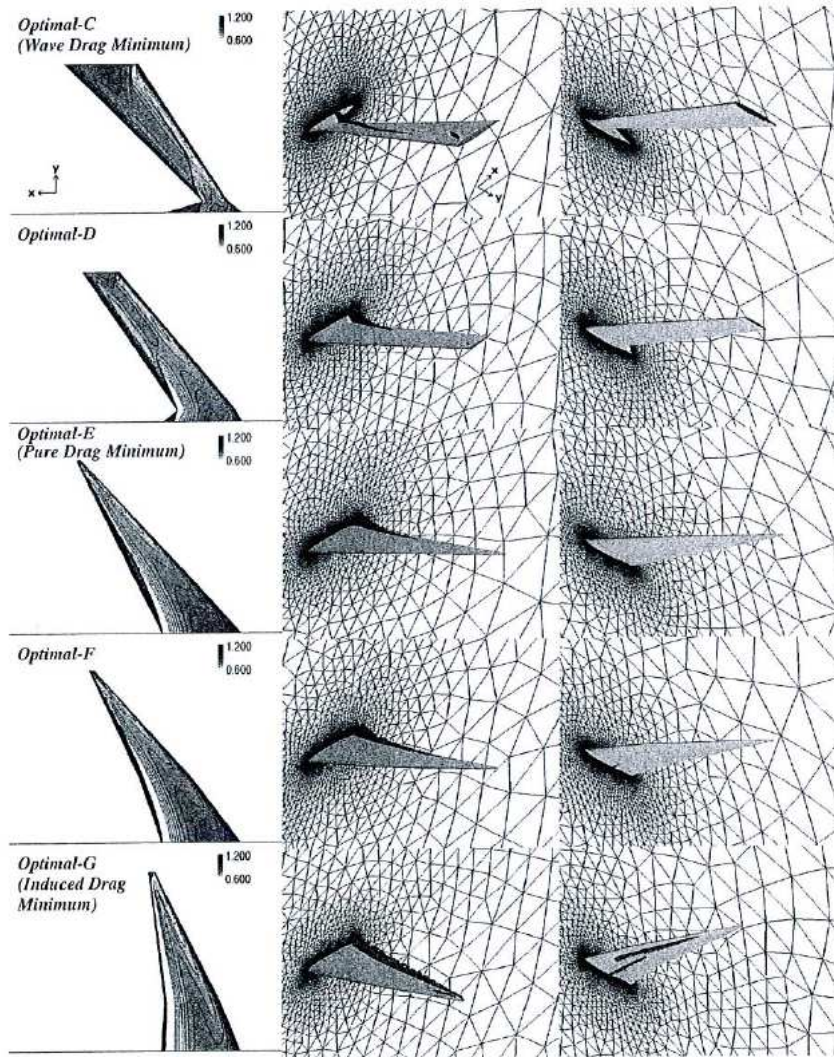 Optimal-C
(Wave Drag Minimum)
1.200
0.600
Y
X
X
Y
Optimal-D
1.200
0.600
Optimal-E
(Pure Drag Minimum)
1.200
0.600
Optimal-F
1.200
0.600
Optimal-G
(Induced Drag
Minimum)
1.200
0.600